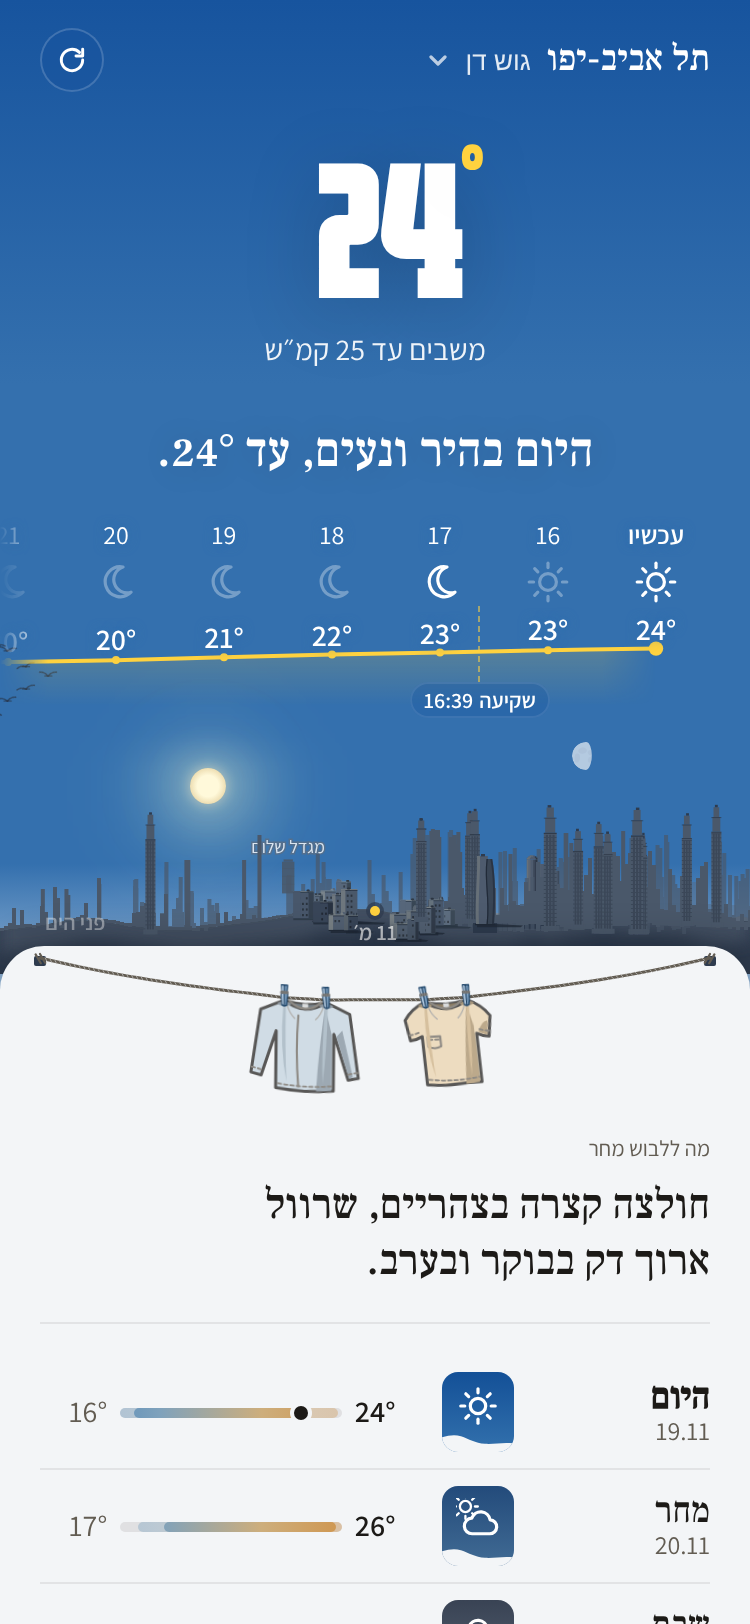 תל אביב-יפו גוש דן
24°
משבים עד 25 קמ״ש
היום בהיר ונעים, עד 24°.
עכשיו 16 17 18 19 20 21
24° 23° 23° 22° 21° 20°
שקיעה 16:39
מגדל שלום
פני הים
11 מ׳
מה ללבוש מחר
חולצה קצרה בצהריים, שרוול
ארוך דק בבוקר ובערב.
היום 24° 16°
19.11
מחר 26° 17°
20.11